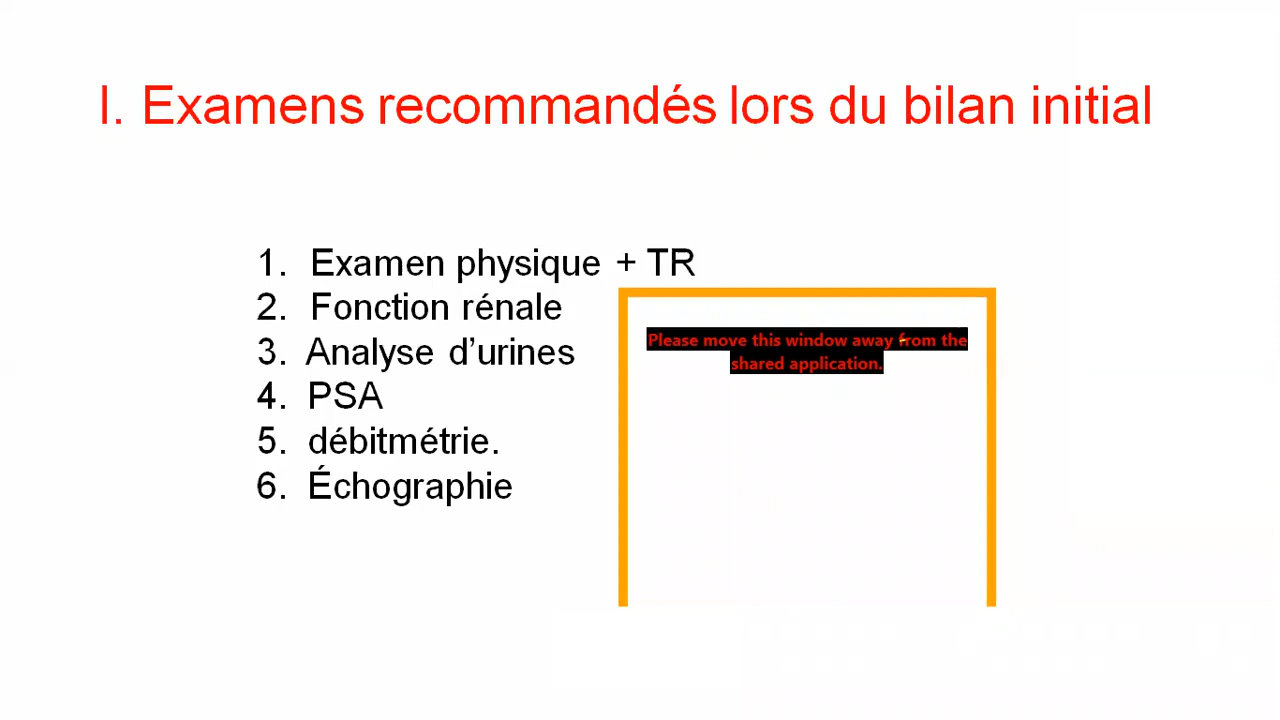 I. Examens recommandés lors du bilan initial
1. Examen physique + TR
2. Fonction rénale
3. Analyse d'urines
4. PSA
5. débitmétrie.
6. Échographie
Please move this window away from the
shared application.